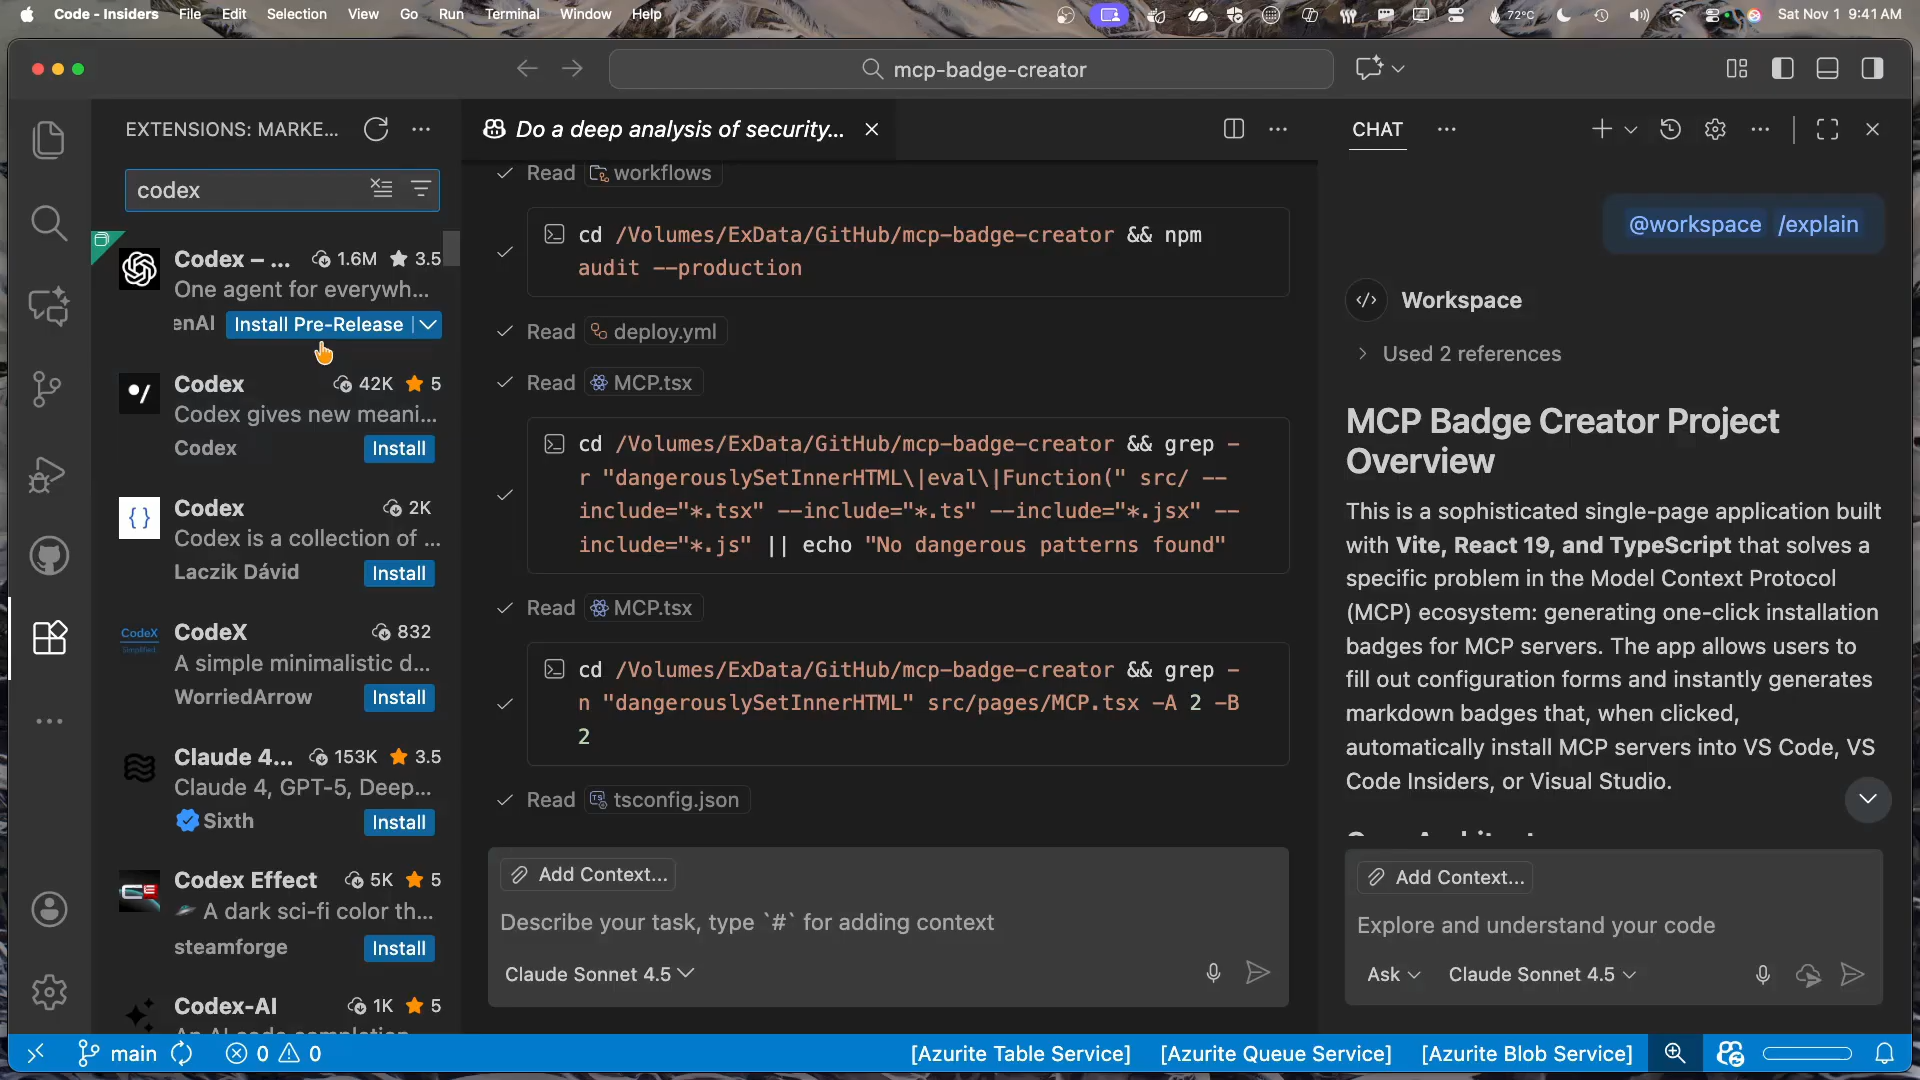 Code - Insiders File Edit Selection View Go Run Terminal Window Help
72°C Sat Nov 1 9:41 AM
mcp-badge-creator
EXTENSIONS: MARKE...
codex
Codex – ... 1.6M 3.5
One agent for everywh...
enAI Install Pre-Release
Codex 42K 5
Codex gives new meani...
Codex Install
Codex 2K
Codex is a collection of ...
Laczik Dávid Install
CodeX
Simplified
CodeX 832
A simple minimalistic d...
WorriedArrow Install
Claude 4... 153K 3.5
Claude 4, GPT-5, Deep...
Sixth Install
Codex Effect 5K 5
A dark sci-fi color th...
steamforge Install
Codex-AI 1K 5
An AI code completion
Do a deep analysis of security...
Read workflows
cd /Volumes/ExData/GitHub/mcp-badge-creator && npm
audit --production
Read deploy.yml
Read MCP.tsx
cd /Volumes/ExData/GitHub/mcp-badge-creator && grep -
r "dangerouslySetInnerHTML\|eval\|Function(" src/ --
include="*.tsx" --include="*.ts" --include="*.jsx" --
include="*.js" || echo "No dangerous patterns found"
Read MCP.tsx
cd /Volumes/ExData/GitHub/mcp-badge-creator && grep -
n "dangerouslySetInnerHTML" src/pages/MCP.tsx -A 2 -B
2
Read tsconfig.json
Add Context...
Describe your task, type `#` for adding context
Claude Sonnet 4.5
CHAT
@workspace /explain
Workspace
Used 2 references
MCP Badge Creator Project
Overview
This is a sophisticated single-page application built
with Vite, React 19, and TypeScript that solves a
specific problem in the Model Context Protocol
(MCP) ecosystem: generating one-click installation
badges for MCP servers. The app allows users to
fill out configuration forms and instantly generates
markdown badges that, when clicked,
automatically install MCP servers into VS Code, VS
Code Insiders, or Visual Studio.
Add Context...
Explore and understand your code
Ask Claude Sonnet 4.5
main 0 0
[Azurite Table Service] [Azurite Queue Service] [Azurite Blob Service]